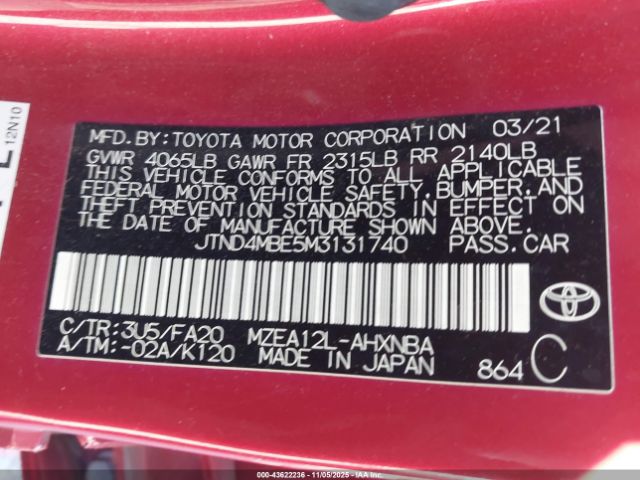 12N10
MFD.BY:TOYOTA MOTOR CORPORATION 03/21
GVWR 4065LB GAWR FR 2315LB RR 2140LB
THIS VEHICLE CONFORMS TO ALL APPLICABLE
FEDERAL MOTOR VEHICLE SAFETY, BUMPER, AND
THEFT PREVENTION STANDARDS IN EFFECT ON
THE DATE OF MANUFACTURE SHOWN ABOVE.
JTND4MBE5M3131740 PASS.CAR
C/TR:3U5/FA20 MZEA12L-AHXNBA
A/TM:-02A/K120 MADE IN JAPAN 864 C
TOYOTA
000 - 43622236 - 11/05/2025 - IAAI